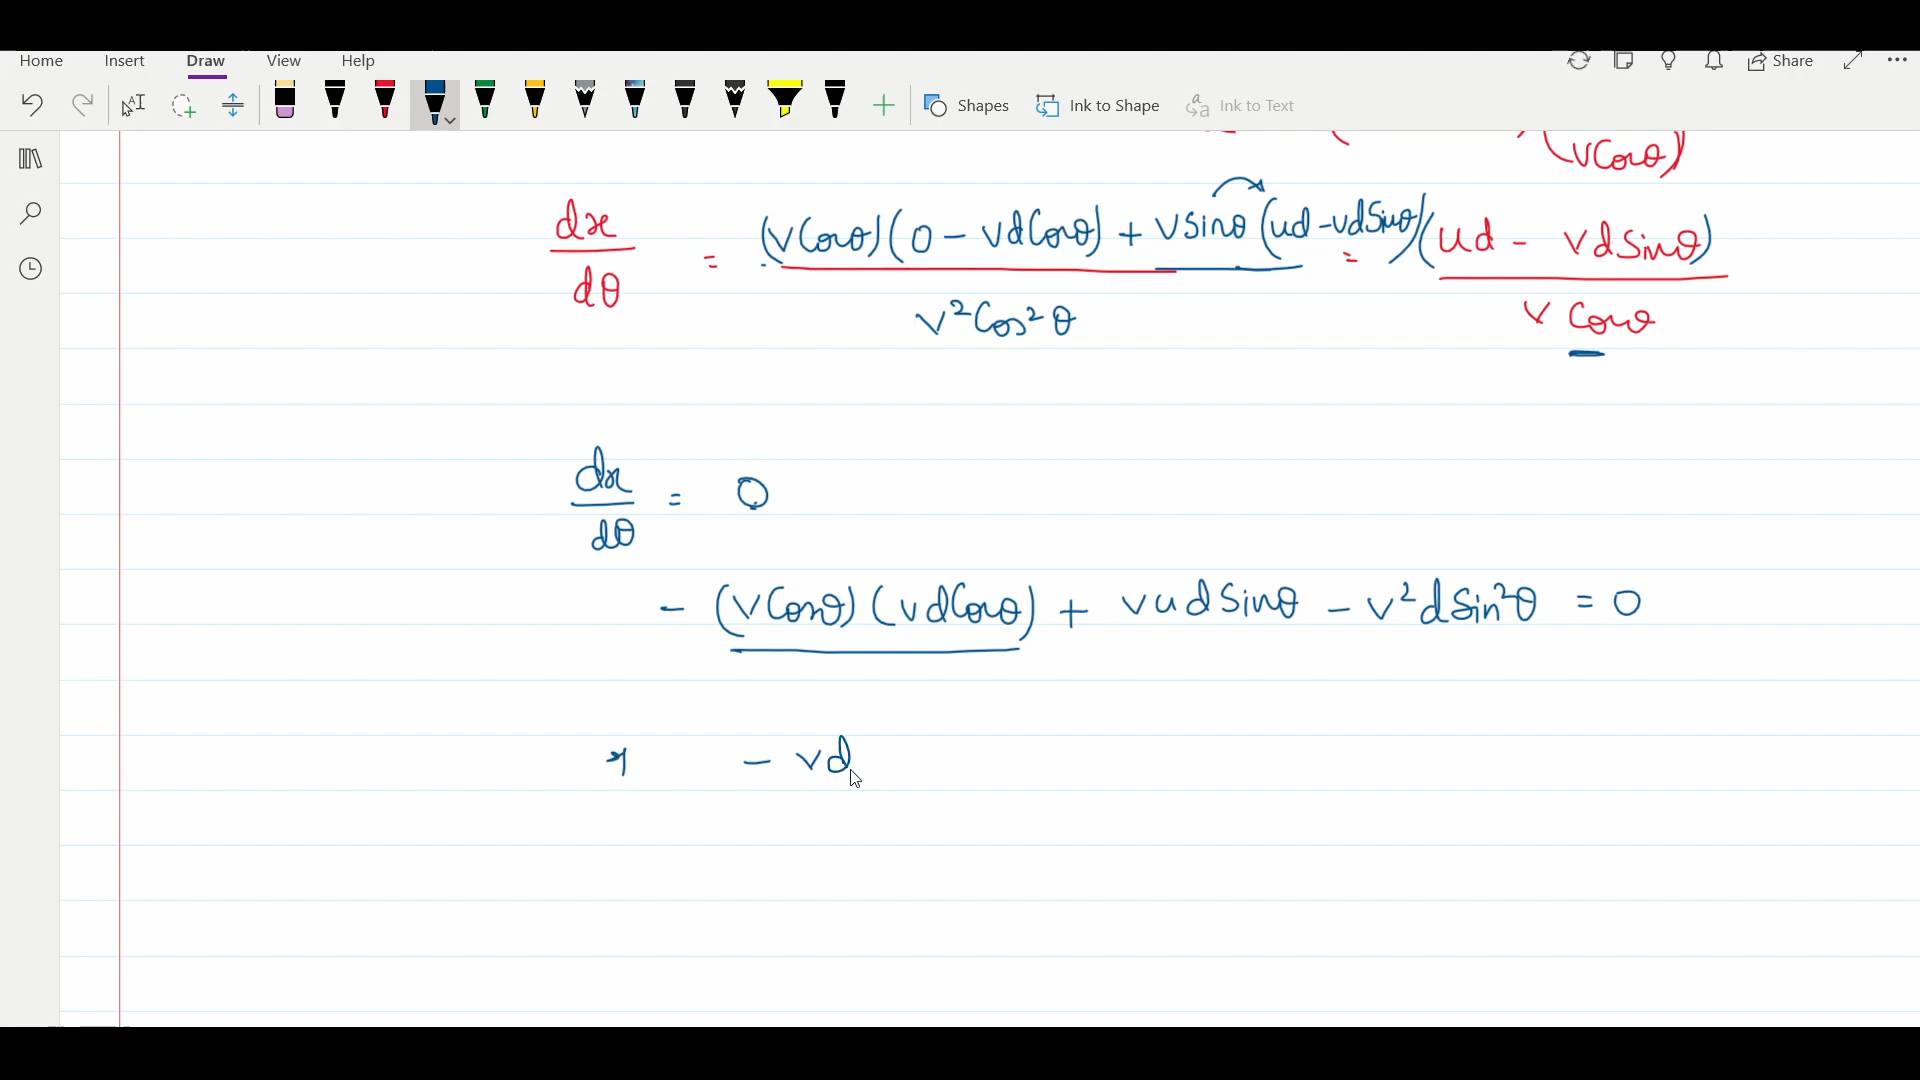 Home Insert Draw View Help Share
Shapes Ink to Shape Ink to Text
(vCosθ)
dx/dθ = (vCosθ)(0 - vdCosθ) + vSinθ(ud-vdSinθ) / v²Cos²θ = (ud - vdSinθ) / v Cosθ
dx/dθ = 0
- (vCosθ)(vdCosθ) + vudSinθ - v²dSin²θ = 0
- vd